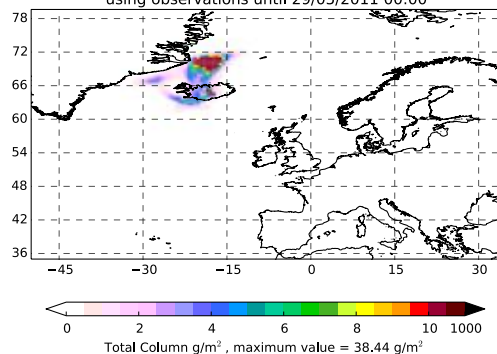 using observations until 29/05/2011 00:00
78
72
66
60
54
48
42
36
−45 −30 −15 0 15 30
0 2 4 6 8 10 1000
Total Column g/m² , maximum value = 38.44 g/m²